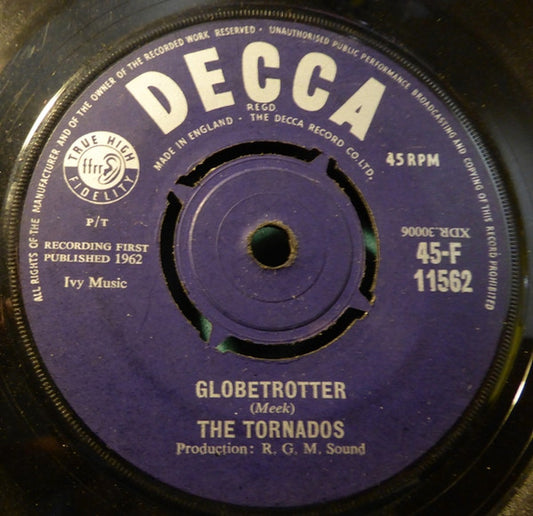 ALL RIGHTS OF THE MANUFACTURER AND OF THE OWNER OF THE RECORDED WORK RESERVED - UNAUTHORISED PUBLIC PERFORMANCE BROADCASTING AND COPYING OF THIS RECORD PROHIBITED
DECCA
REGD.
MADE IN ENGLAND · THE DECCA RECORD CO. LTD.
TRUE HIGH
ffrr
FIDELITY
45 RPM
P/T
RECORDING FIRST
PUBLISHED 1962
Ivy Music
XDR.30006
45-F
11562
GLOBETROTTER
(Meek)
THE TORNADOS
Production: R. G. M. Sound